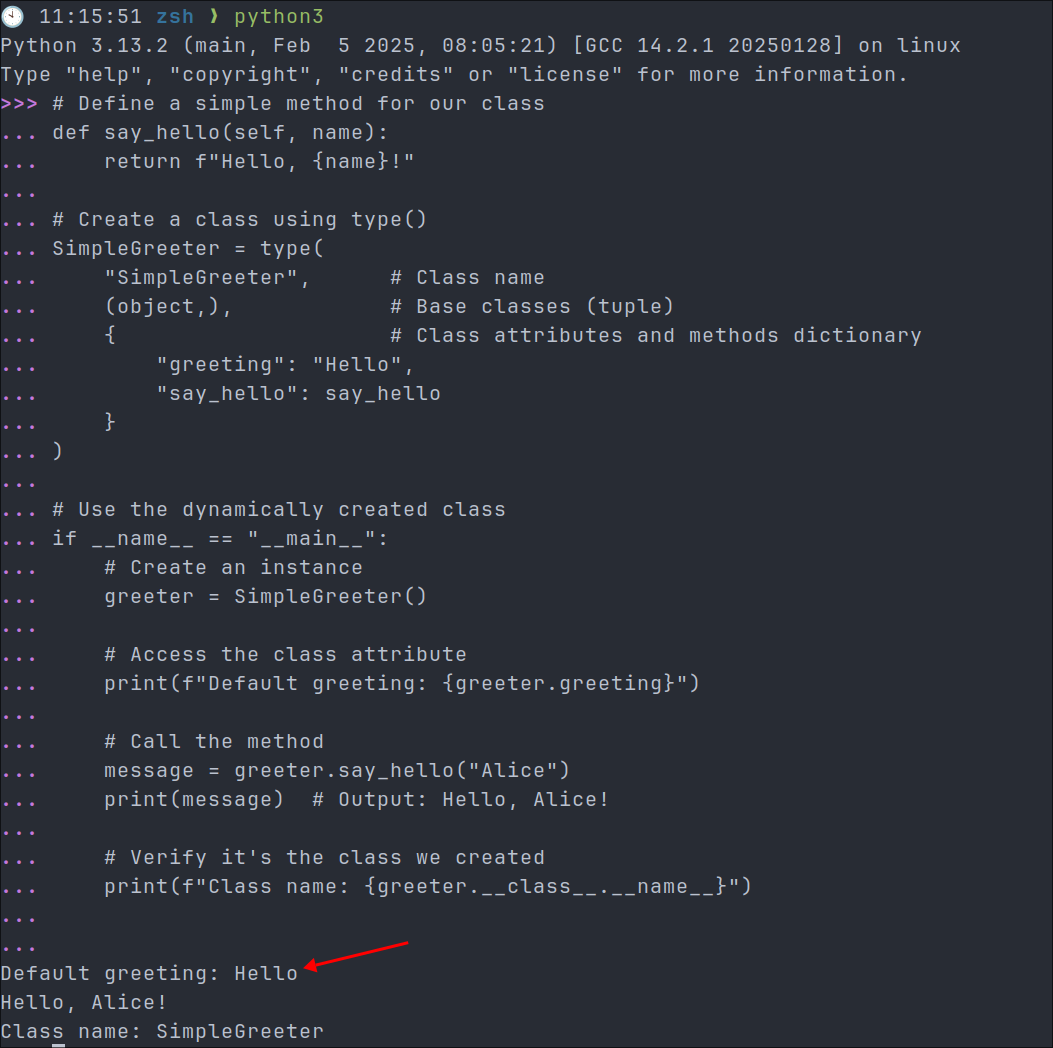 11:15:51 zsh ❯ python3
Python 3.13.2 (main, Feb  5 2025, 08:05:21) [GCC 14.2.1 20250128] on linux
Type "help", "copyright", "credits" or "license" for more information.
>>> # Define a simple method for our class
... def say_hello(self, name):
...     return f"Hello, {name}!"
...
... # Create a class using type()
... SimpleGreeter = type(
...     "SimpleGreeter",      # Class name
...     (object,),            # Base classes (tuple)
...     {                     # Class attributes and methods dictionary
...         "greeting": "Hello",
...         "say_hello": say_hello
...     }
... )
...
... # Use the dynamically created class
... if __name__ == "__main__":
...     # Create an instance
...     greeter = SimpleGreeter()
...
...     # Access the class attribute
...     print(f"Default greeting: {greeter.greeting}")
...
...     # Call the method
...     message = greeter.say_hello("Alice")
...     print(message)  # Output: Hello, Alice!
...
...     # Verify it's the class we created
...     print(f"Class name: {greeter.__class__.__name__}")
...
...
Default greeting: Hello
Hello, Alice!
Class name: SimpleGreeter